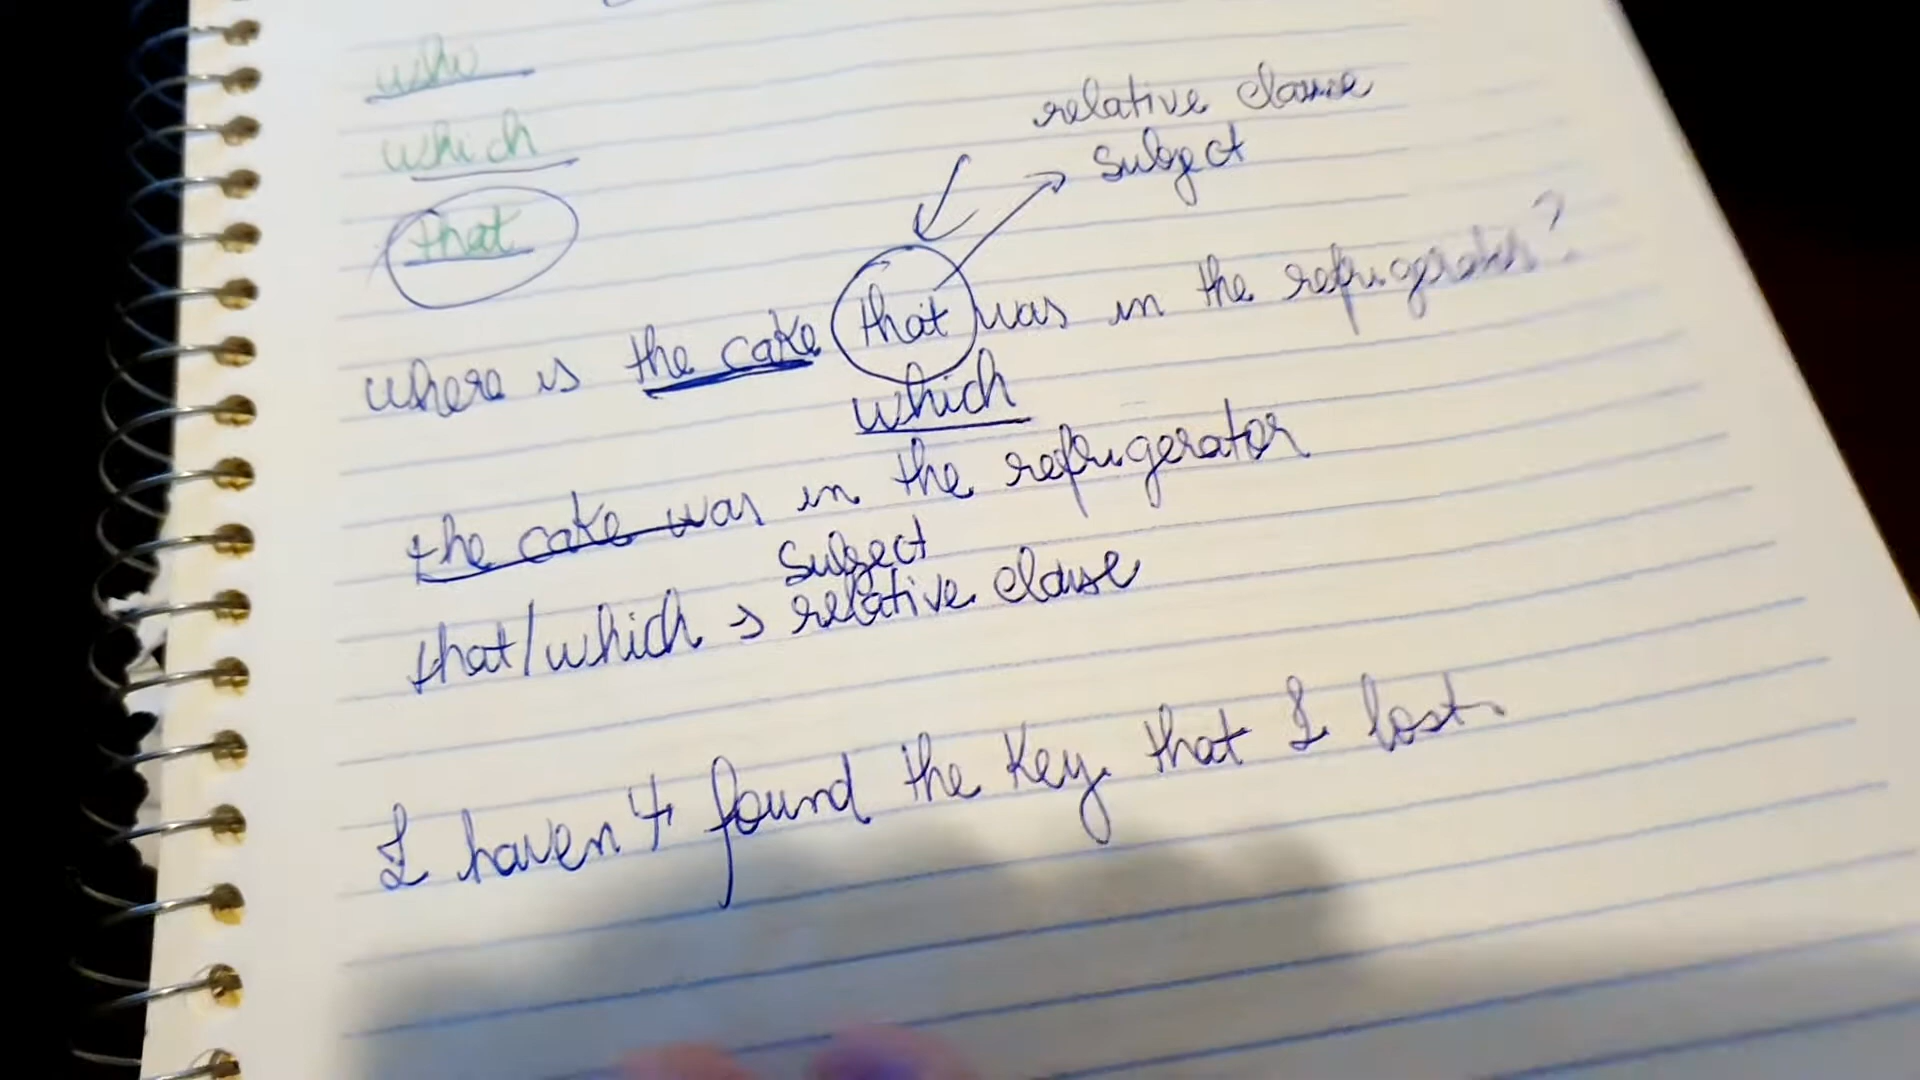 who
which
that
relative clause
subject
where is the cake that was in the refrigerator?
which
the cake was in the refrigerator
subject
that/which → relative clause
I haven't found the key that I lost.